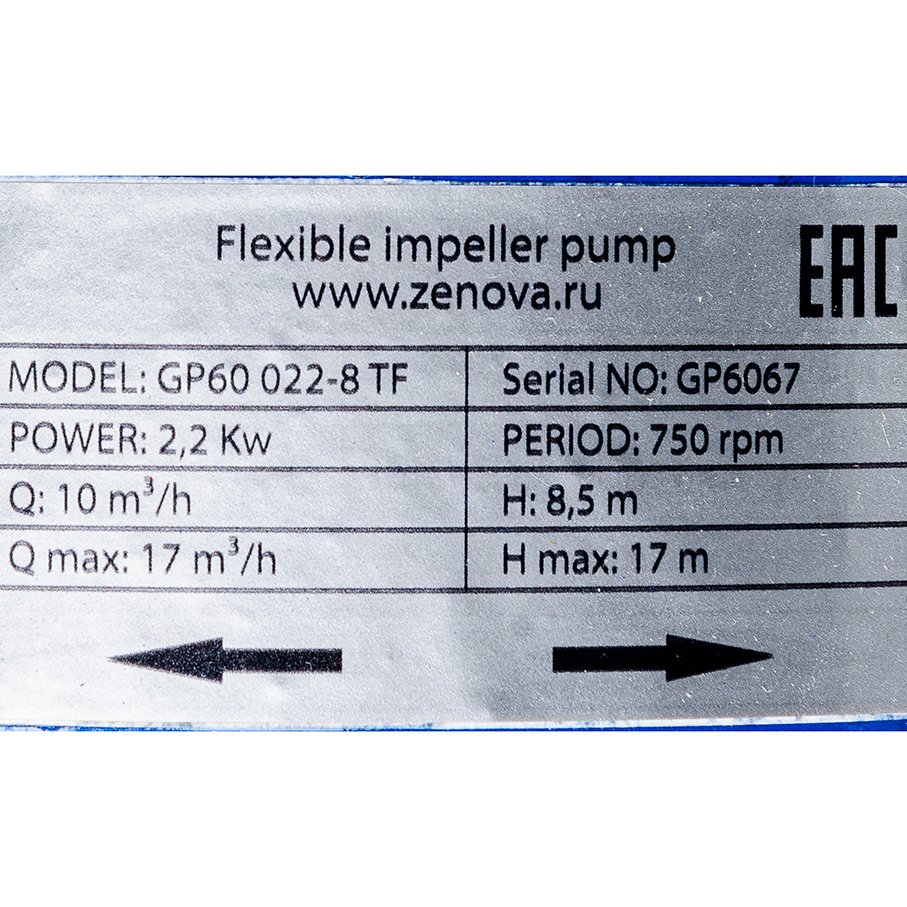 Flexible impeller pump
www.zenova.ru
EAC
MODEL: GP60 022-8 TF
Serial NO: GP6067
POWER: 2,2 Kw
PERIOD: 750 rpm
Q: 10 m³/h
H: 8,5 m
Q max: 17 m³/h
H max: 17 m